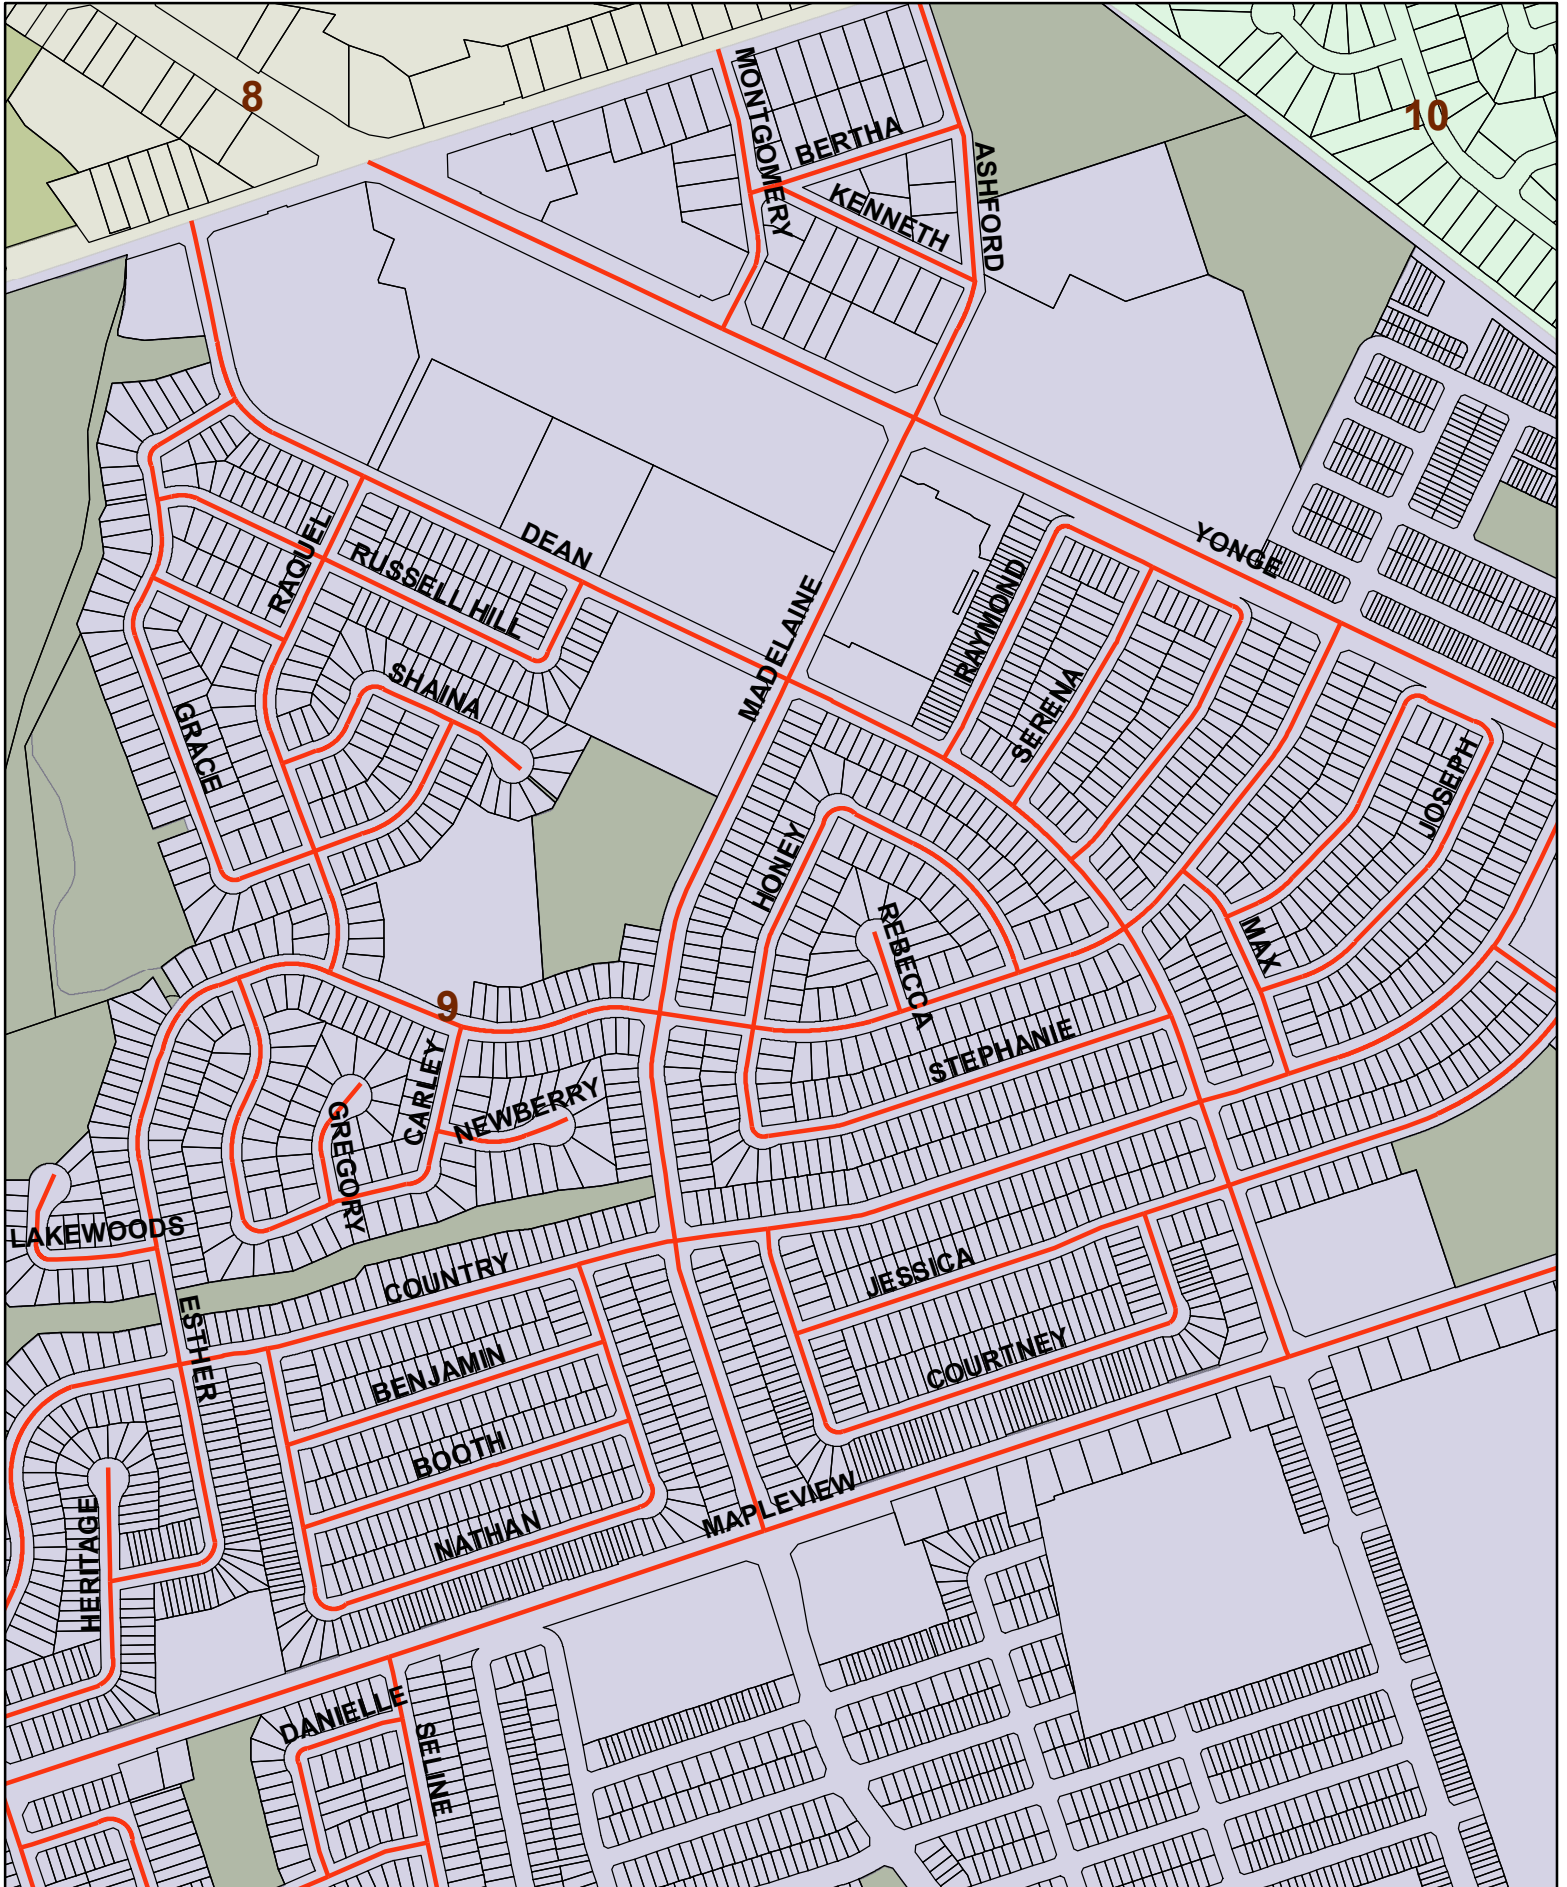 8
10
MONTGOMERY
BERTHA
ASHFORD
KENNETH
RAQUEL
DEAN
RUSSELL HILL
YONGE
MADELAINE
RAYMOND
SERENA
SHAINA
GRACE
JOSEPH
HONEY
REBECCA
MAX
9
CARLEY
STEPHANIE
NEWBERRY
GREGORY
LAKEWOODS
COUNTRY
JESSICA
ESTHER
BENJAMIN
COURTNEY
BOOTH
HERITAGE
NATHAN
MAPLEVIEW
DANIELLE
SELINE